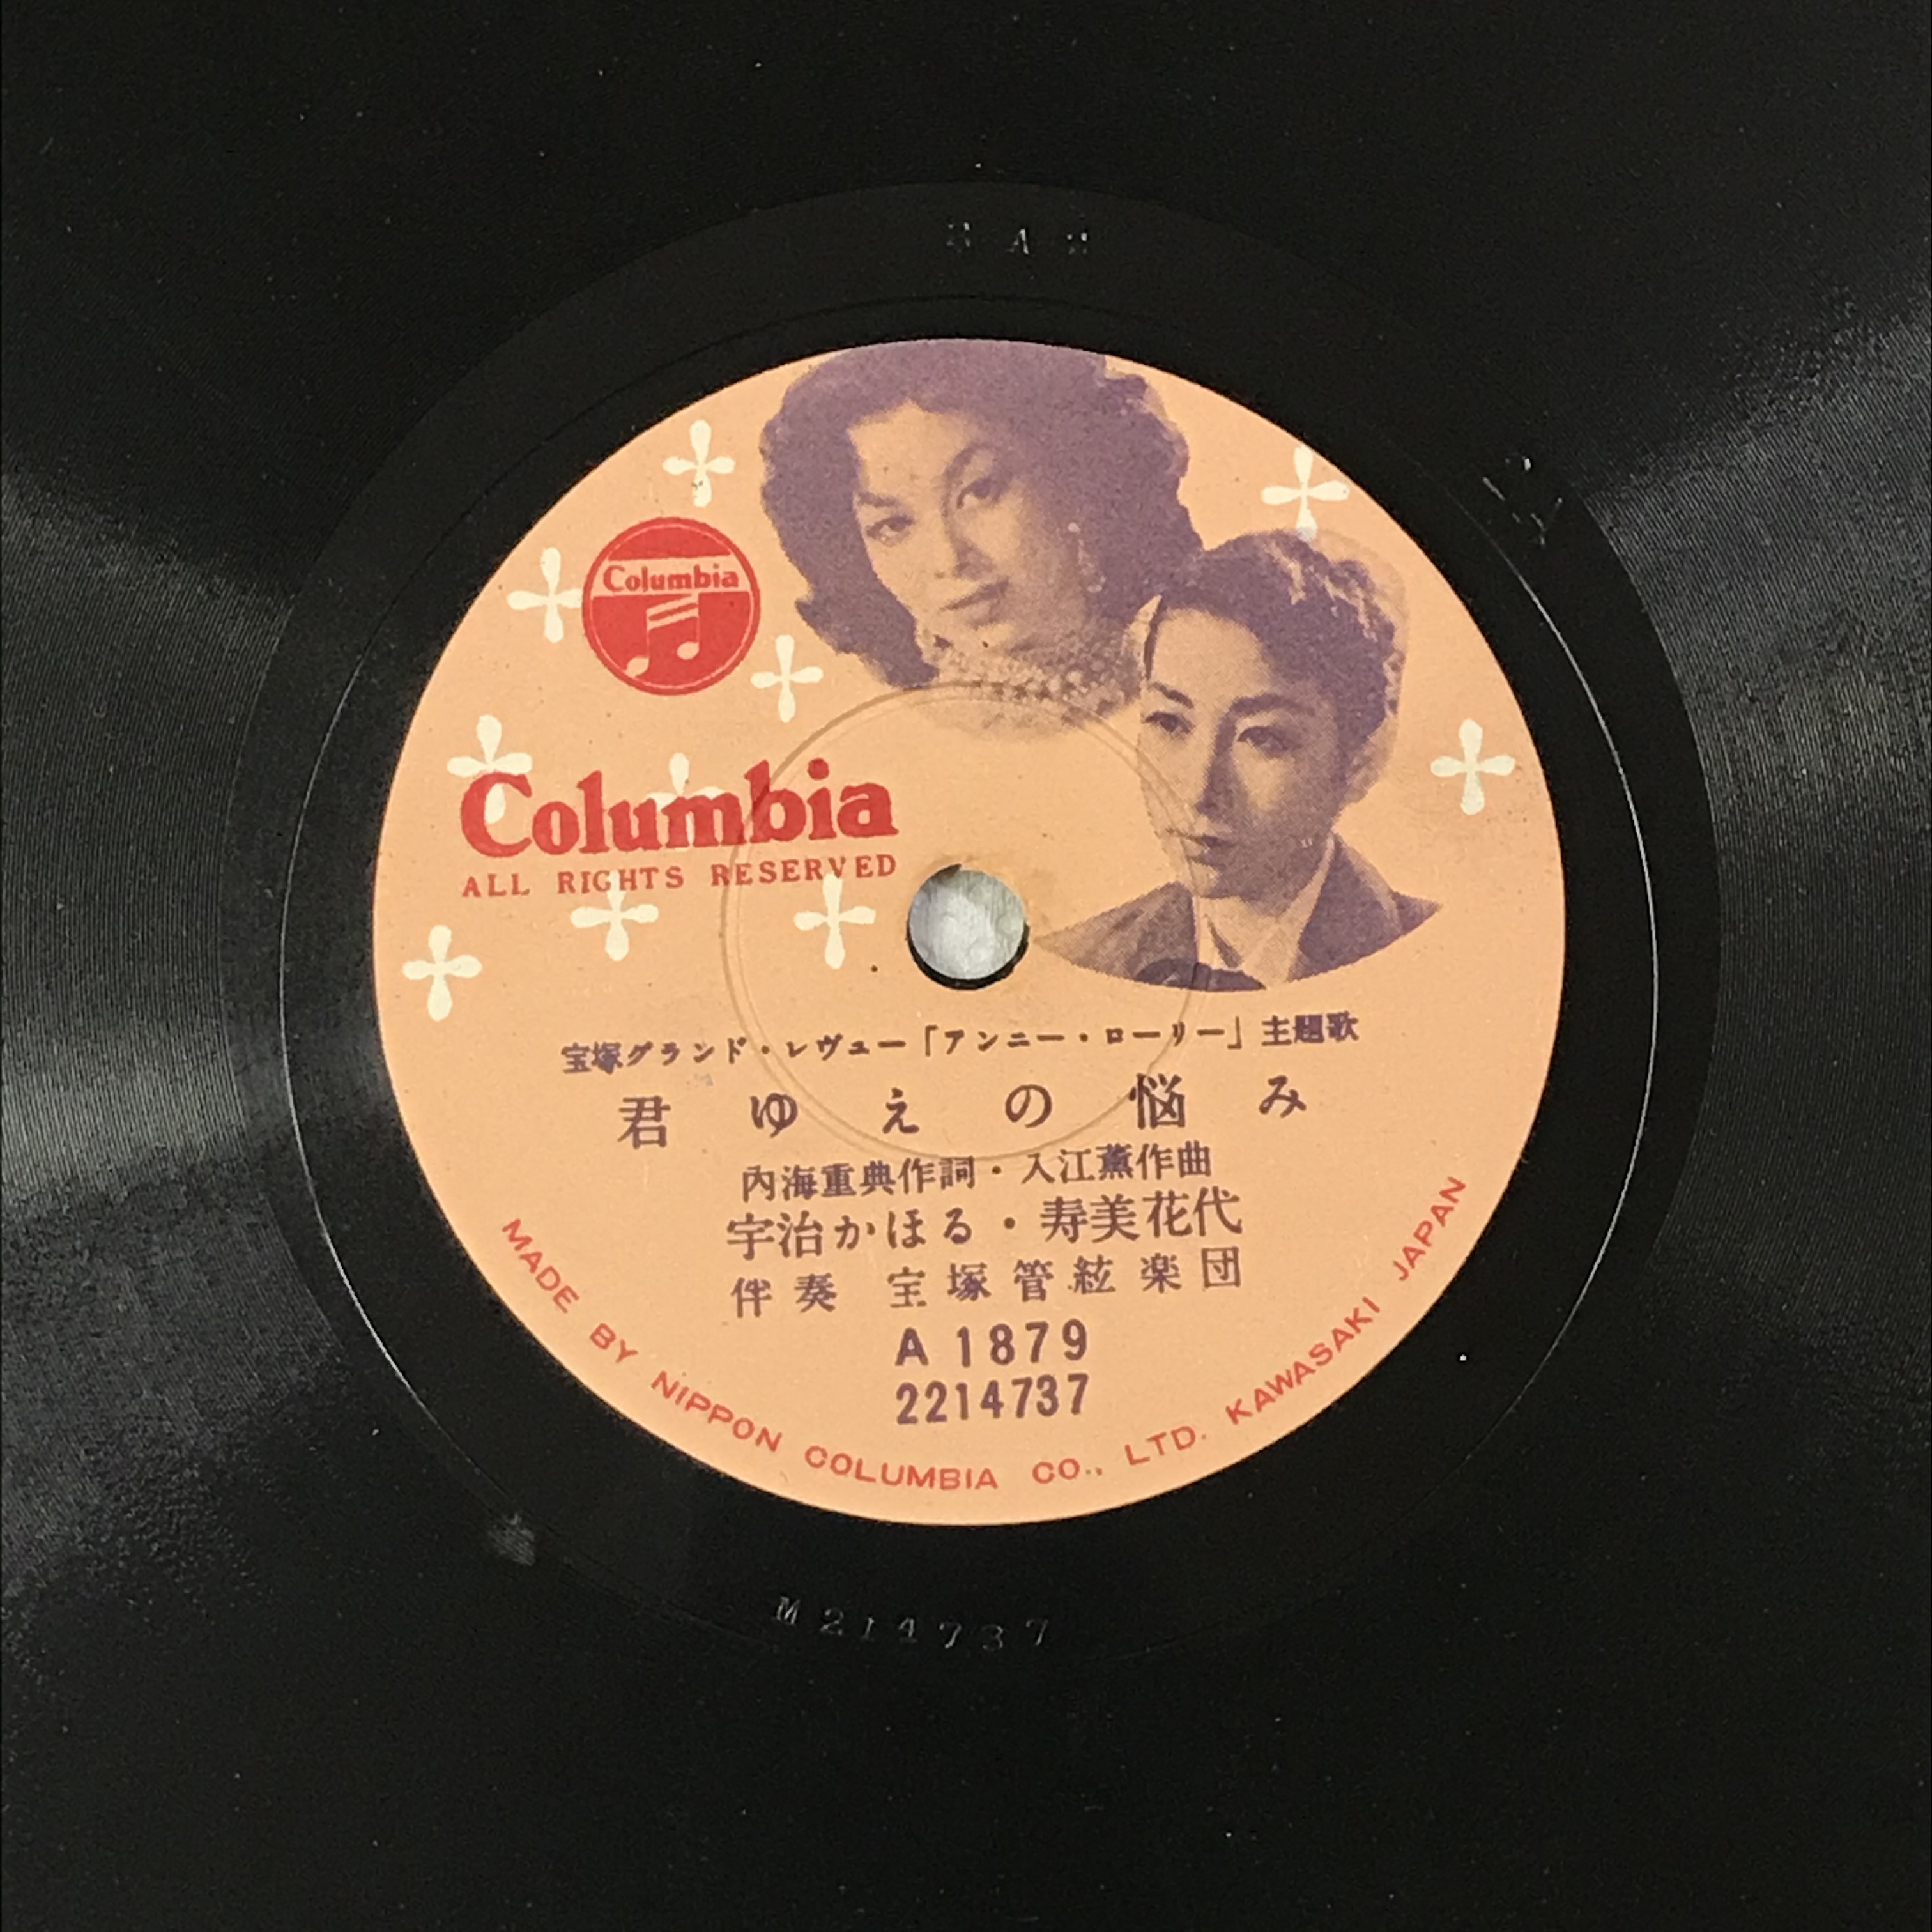 Columbia
Columbia
ALL RIGHTS RESERVED
宝塚グランド・レヴュー「アンニー・ローリー」主題歌
君ゆえの悩み
内海重典作詞・入江薫作曲
宇治かほる・寿美花代
伴奏 宝塚管絃楽団
A 1879
2214737
MADE BY NIPPON COLUMBIA CO., LTD. KAWASAKI JAPAN
M214737